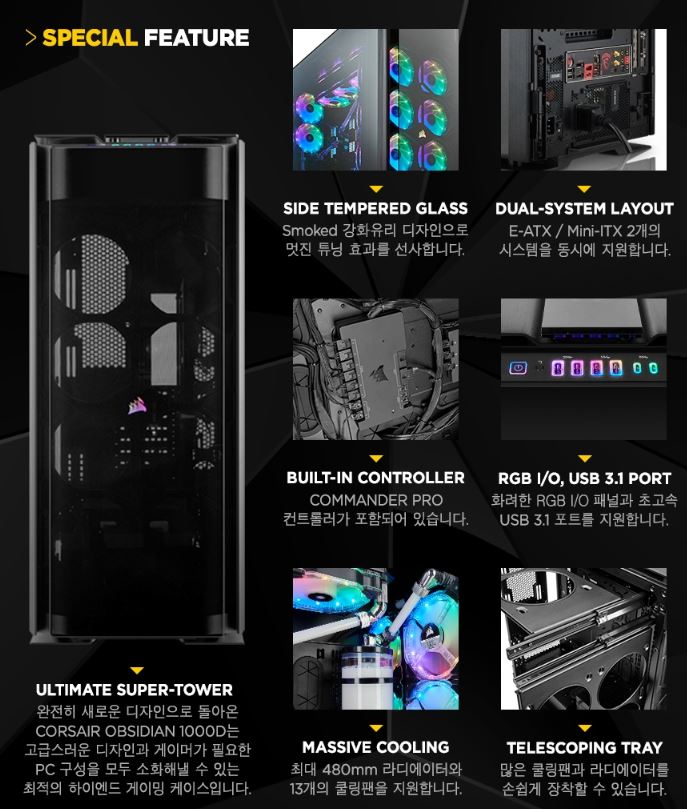 > SPECIAL FEATURE
SIDE TEMPERED GLASS
Smoked 강화유리 디자인으로
멋진 튜닝 효과를 선사합니다.
DUAL-SYSTEM LAYOUT
E-ATX / Mini-ITX 2개의
시스템을 동시에 지원합니다.
BUILT-IN CONTROLLER
COMMANDER PRO
컨트롤러가 포함되어 있습니다.
RGB I/O, USB 3.1 PORT
화려한 RGB I/O 패널과 초고속
USB 3.1 포트를 지원합니다.
ULTIMATE SUPER-TOWER
완전히 새로운 디자인으로 돌아온
CORSAIR OBSIDIAN 1000D는
고급스러운 디자인과 게이머가 필요한
PC 구성을 모두 소화해낼 수 있는
최적의 하이엔드 게이밍 케이스입니다.
MASSIVE COOLING
최대 480mm 라디에이터와
13개의 쿨링팬을 지원합니다.
TELESCOPING TRAY
많은 쿨링팬과 라디에이터를
손쉽게 장착할 수 있습니다.